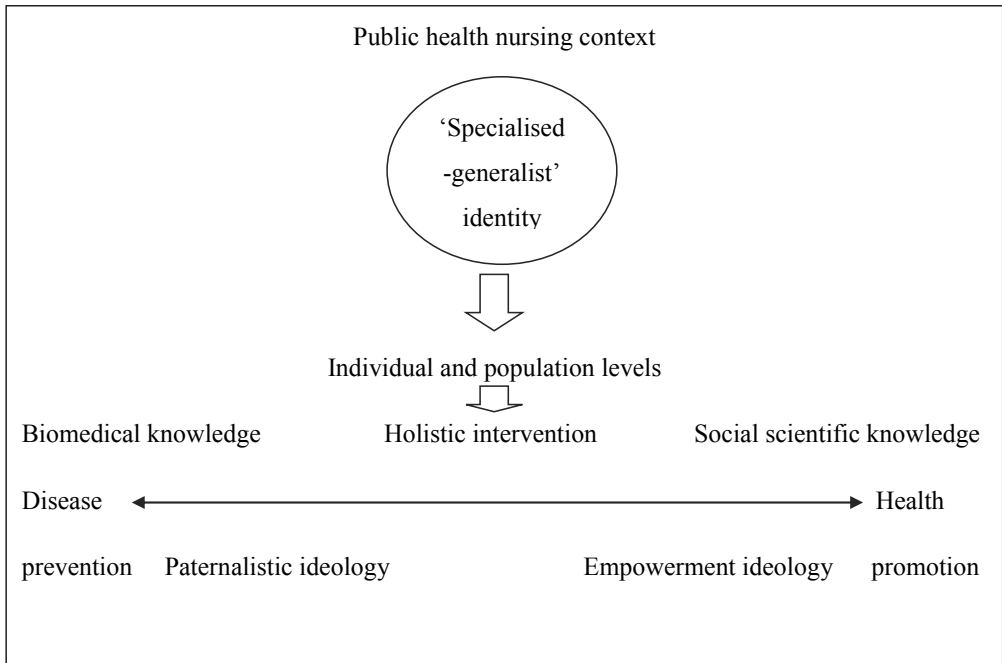 Public health nursing context
‘Specialised
-generalist’
identity
Individual and population levels
Biomedical knowledge Holistic intervention Social scientific knowledge
Disease Health
prevention Paternalistic ideology Empowerment ideology promotion